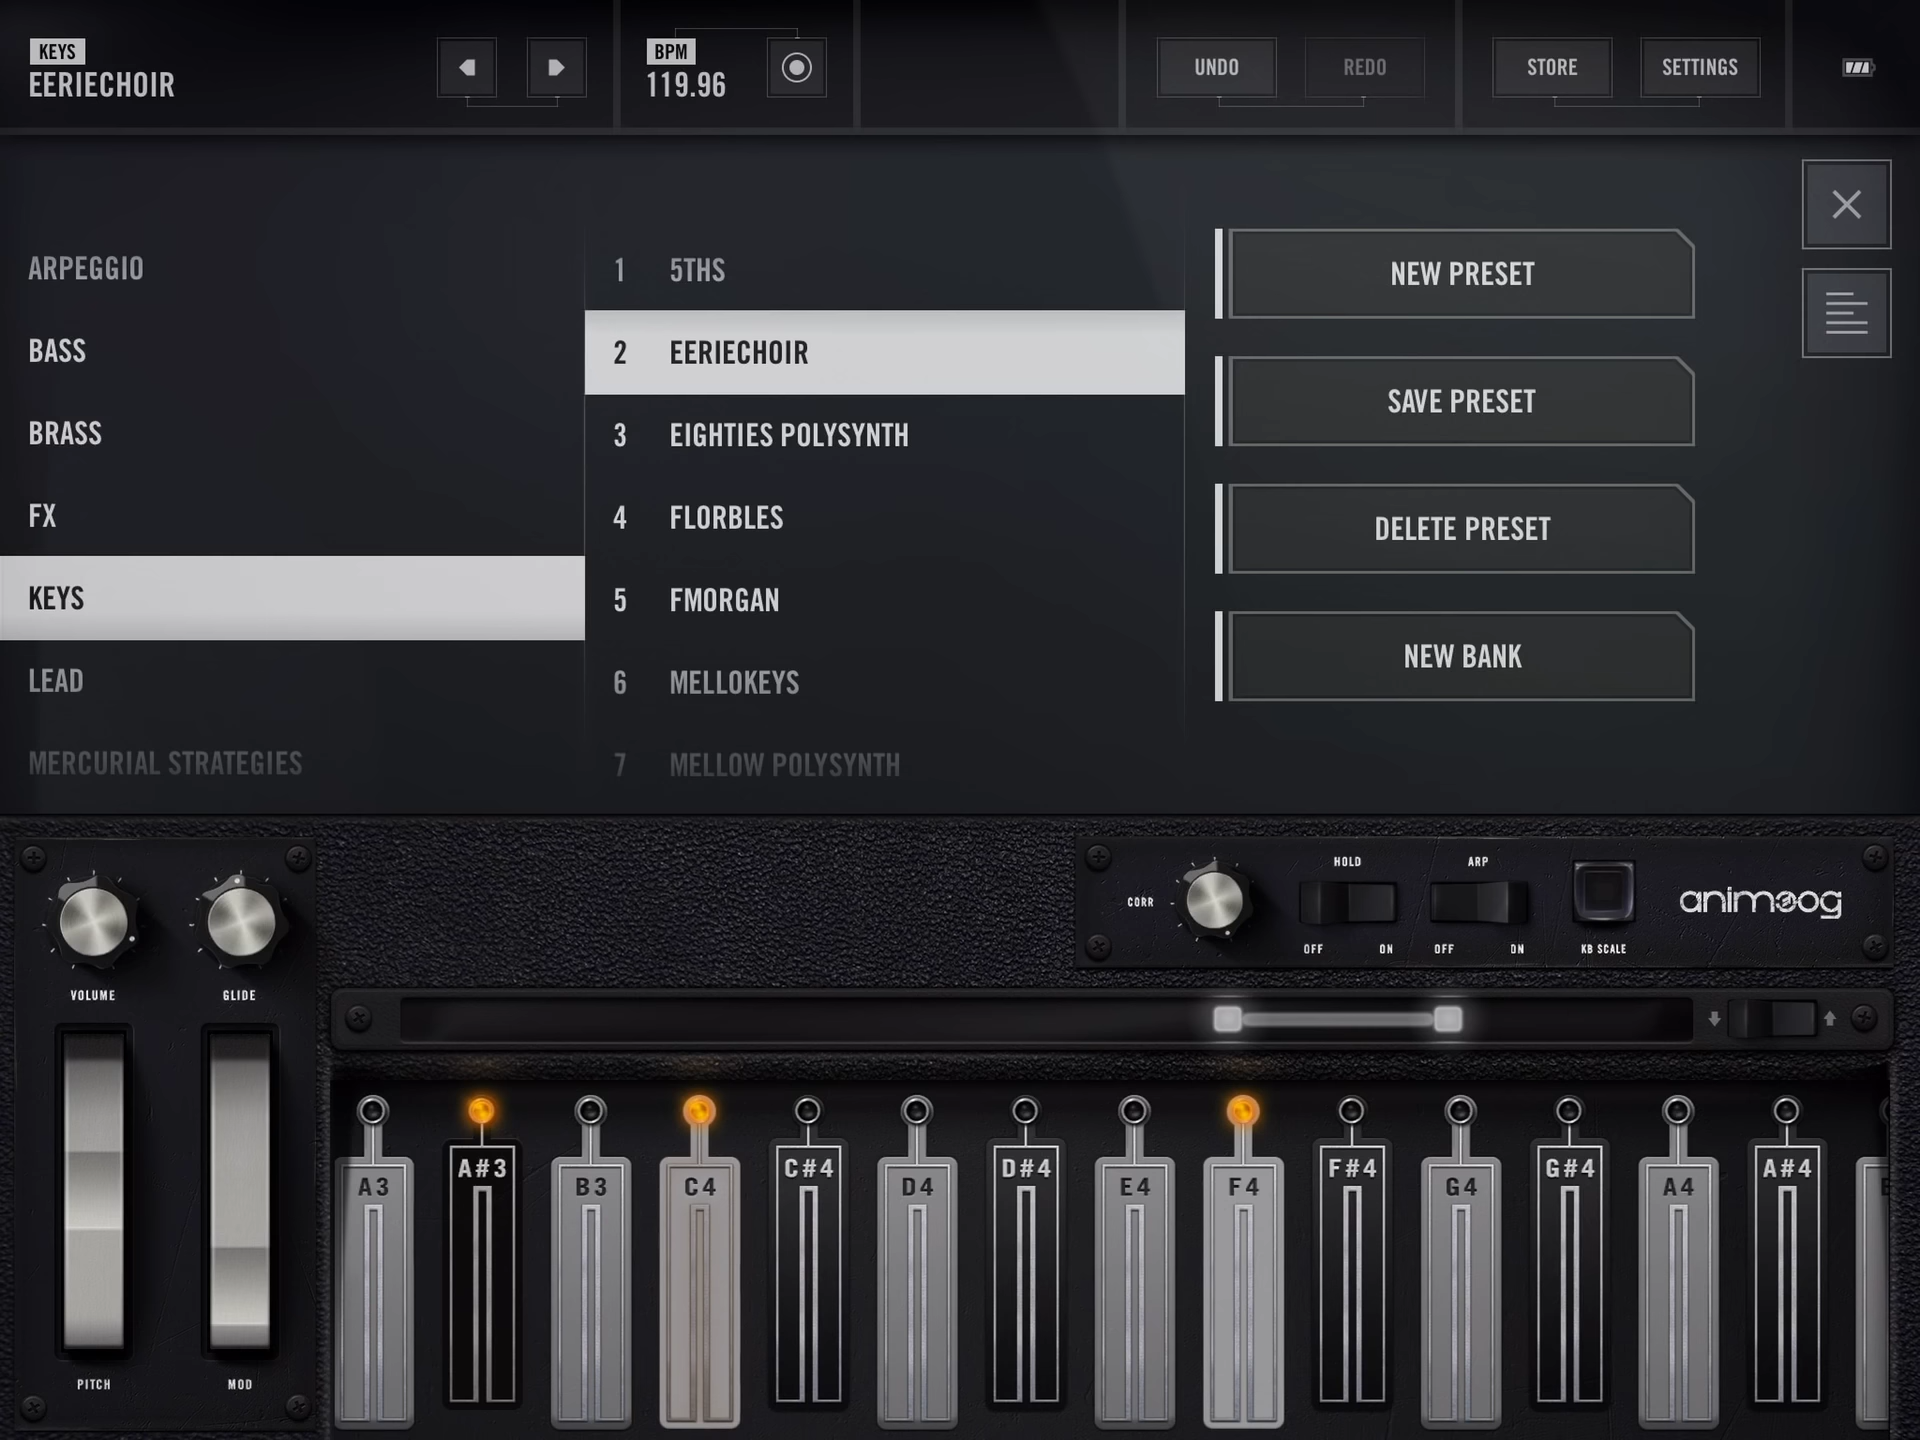 KEYS
EERIECHOIR
BPM
119.96
UNDO
REDO
STORE
SETTINGS
ARPEGGIO
BASS
BRASS
FX
KEYS
LEAD
MERCURIAL STRATEGIES
1 5THS
2 EERIECHOIR
3 EIGHTIES POLYSYNTH
4 FLORBLES
5 FMORGAN
6 MELLOKEYS
7 MELLOW POLYSYNTH
NEW PRESET
SAVE PRESET
DELETE PRESET
NEW BANK
VOLUME
GLIDE
PITCH
MOD
CORR
HOLD
OFF ON
ARP
OFF ON
KB SCALE
animoog
A3 A#3 B3 C4 C#4 D4 D#4 E4 F4 F#4 G4 G#4 A4 A#4